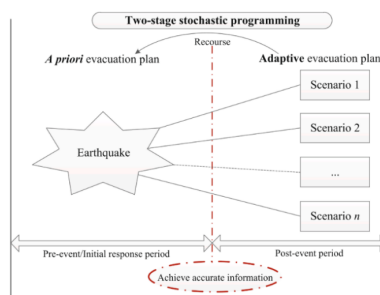 Two-stage stochastic programming
Recourse
A priori evacuation plan
Adaptive evacuation plan
Scenario 1
Scenario 2
Earthquake
...
Scenario n
Pre-event/Initial response period
Post-event period
Achieve accurate information